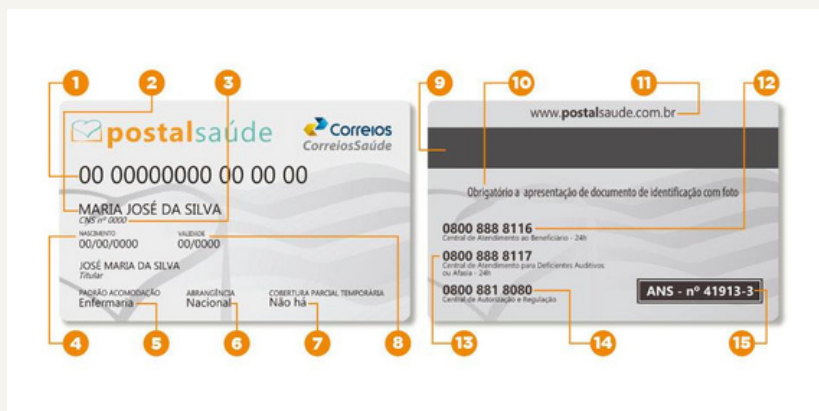 1 2 3
postalsaúde
Correios
CorreiosSaúde
00 00000000 00 00 00
MARIA JOSÉ DA SILVA
CNS nº 0000
NASCIMENTO VALIDADE
00/00/0000 00/0000
JOSÉ MARIA DA SILVA
Titular
PADRÃO ACOMODAÇÃO ABRANGÊNCIA COBERTURA PARCIAL TEMPORÁRIA
Enfermaria Nacional Não há
4 5 6 7 8
9 10 11 12
www.postalsaude.com.br
Obrigatório a apresentação de documento de identificação com foto
0800 888 8116
Central de Atendimento ao Beneficiário - 24h
0800 888 8117
Central de Atendimento para Deficientes Auditivos
ou Afasia - 24h
0800 881 8080
Central de Autorização e Regulação
ANS - nº 41913-3
13 14 15